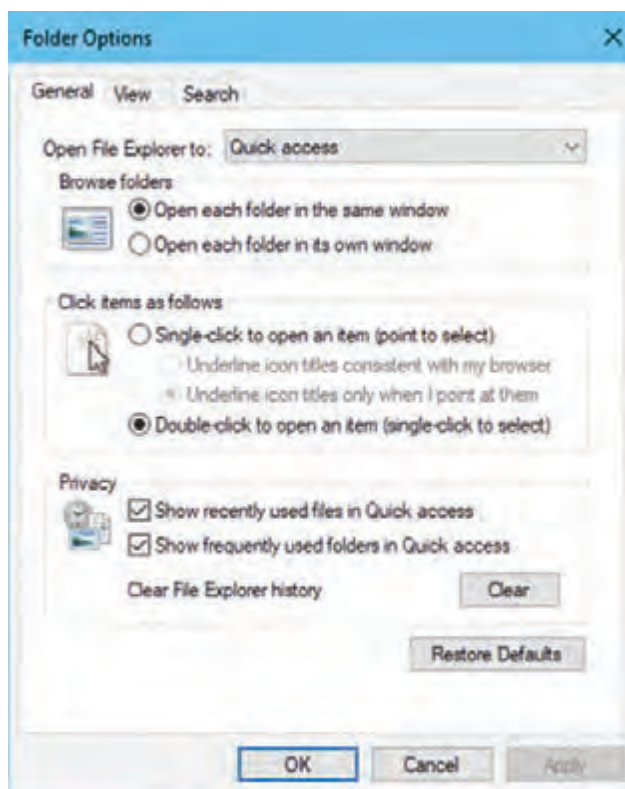 Folder Options
General View Search
Open File Explorer to: Quick access
Browse folders
Open each folder in the same window
Open each folder in its own window
Click items as follows
Single-click to open an item (point to select)
Underline icon titles consistent with my browser
Underline icon titles only when I point at them
Double-click to open an item (single-click to select)
Privacy
Show recently used files in Quick access
Show frequently used folders in Quick access
Clear File Explorer history Clear
Restore Defaults
OK Cancel Apply